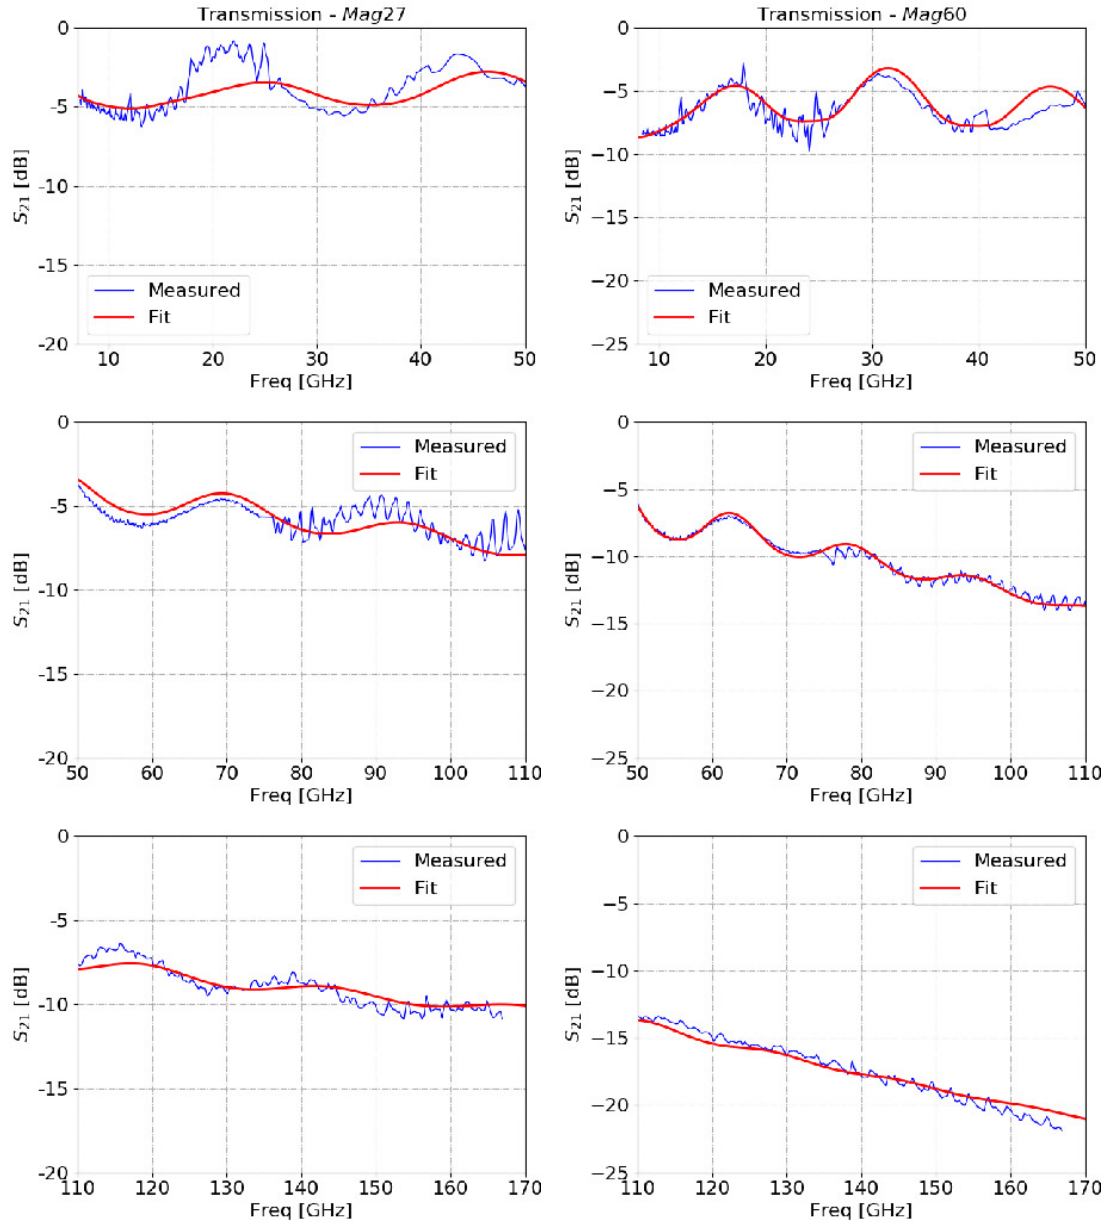 Transmission - Mag27
0
-5
-10
-15
-20
S21 [dB]
Measured
Fit
10 20 30 40 50
Freq [GHz]
Transmission - Mag60
0
−5
−10
−15
−20
−25
S21 [dB]
Measured
Fit
10 20 30 40 50
Freq [GHz]
0
-5
-10
-15
-20
S21 [dB]
Measured
Fit
50 60 70 80 90 100 110
Freq [GHz]
0
−5
−10
−15
−20
−25
S21 [dB]
Measured
Fit
50 60 70 80 90 100 110
Freq [GHz]
0
-5
-10
-15
-20
S21 [dB]
Measured
Fit
110 120 130 140 150 160 170
Freq [GHz]
0
−5
−10
−15
−20
−25
S21 [dB]
Measured
Fit
110 120 130 140 150 160 170
Freq [GHz]